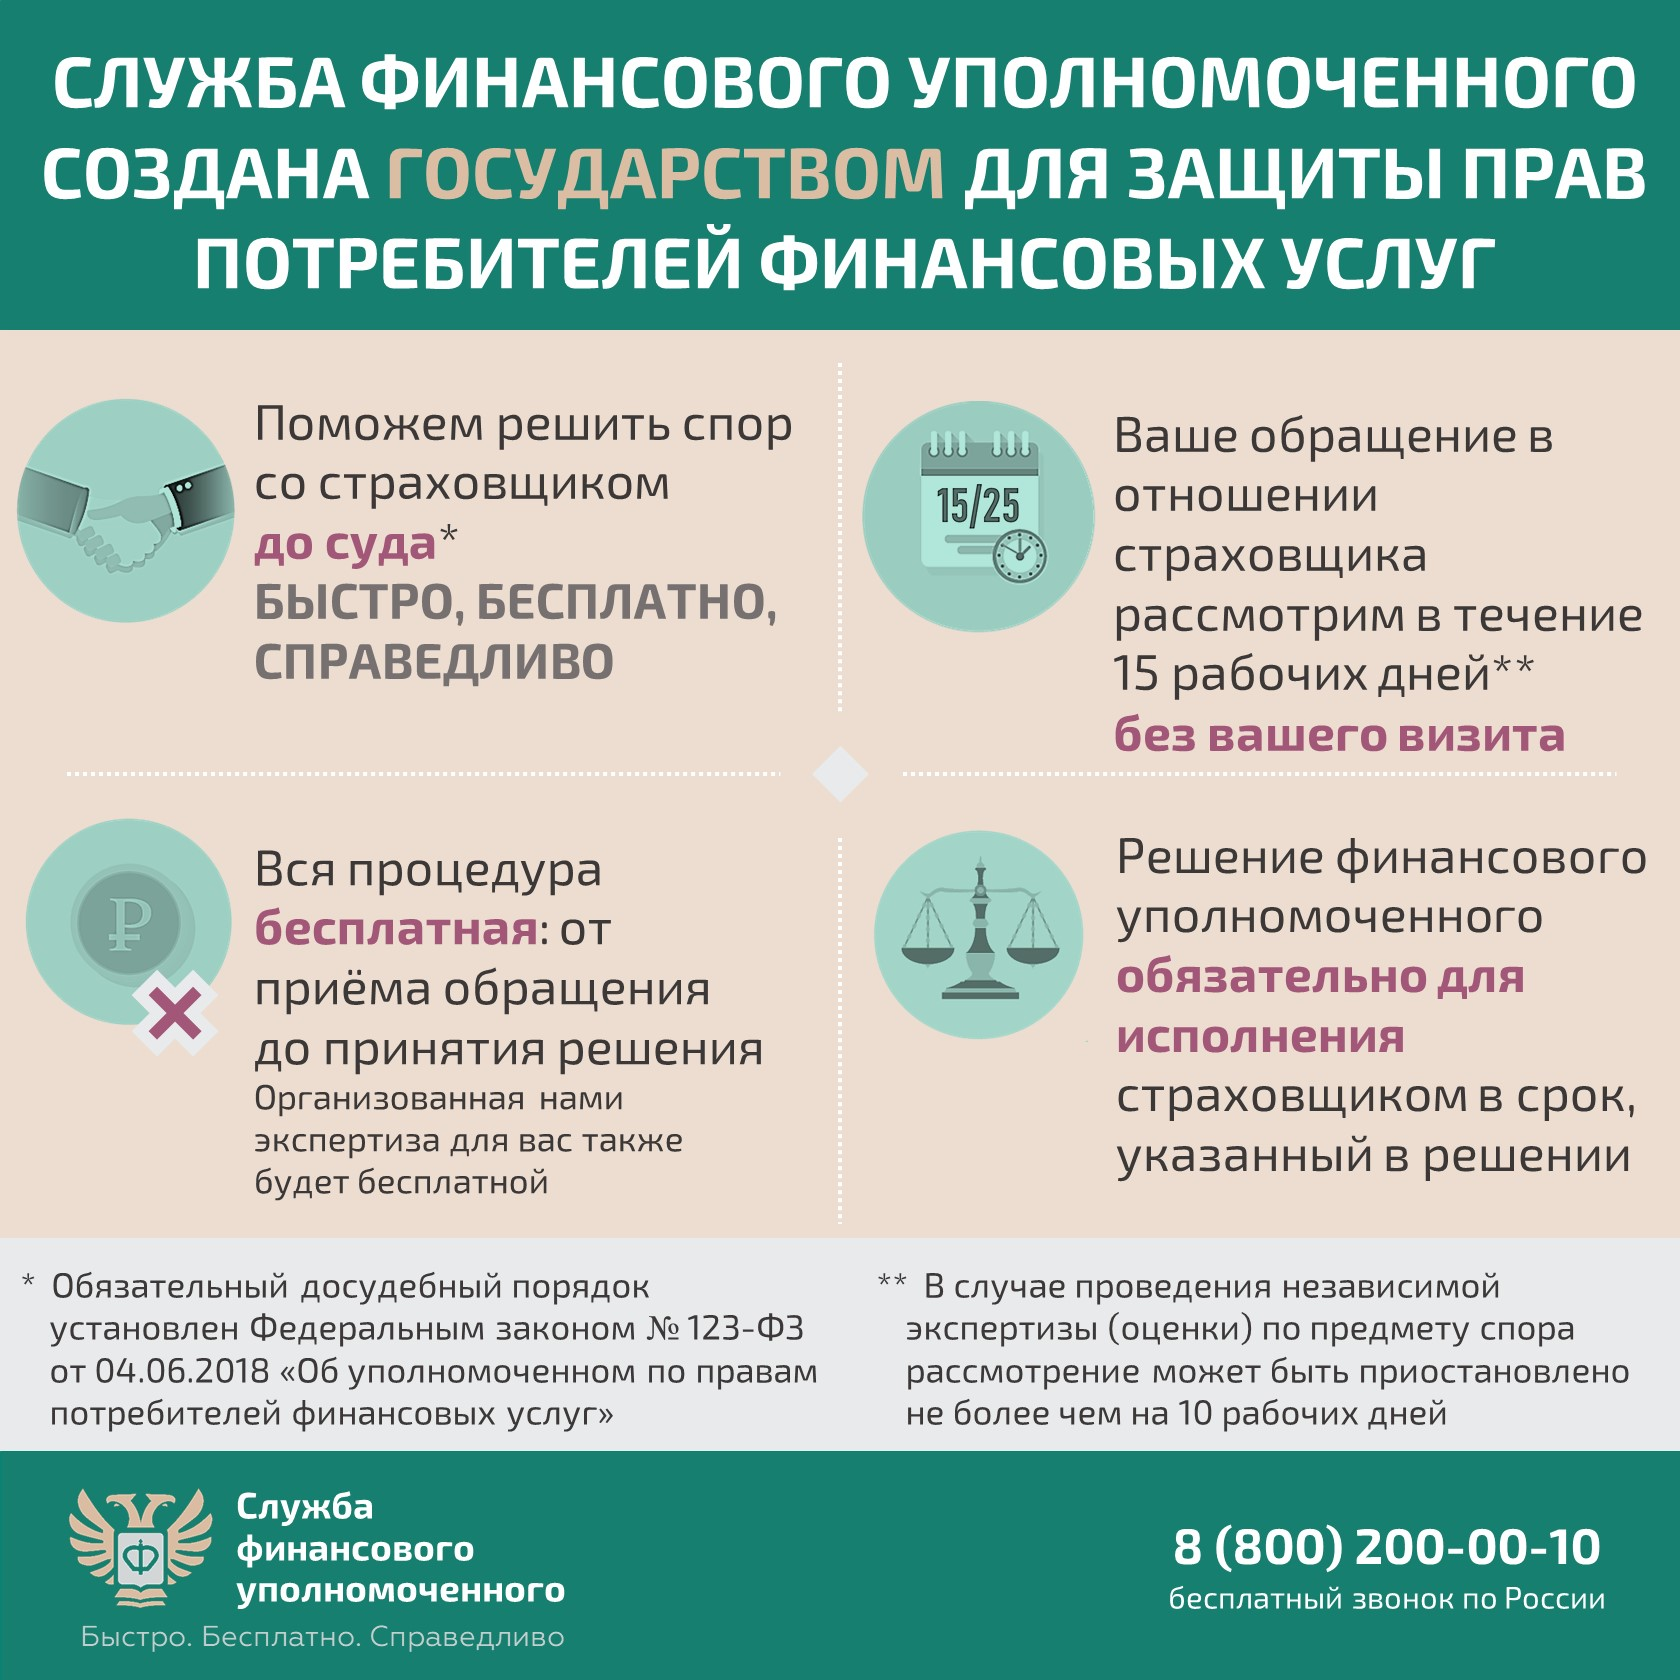 СЛУЖБА ФИНАНСОВОГО УПОЛНОМОЧЕННОГО
СОЗДАНА ГОСУДАРСТВОМ ДЛЯ ЗАЩИТЫ ПРАВ
ПОТРЕБИТЕЛЕЙ ФИНАНСОВЫХ УСЛУГ
Поможем решить спор
со страховщиком
до суда*
БЫСТРО, БЕСПЛАТНО,
СПРАВЕДЛИВО
15/25
Ваше обращение в
отношении
страховщика
рассмотрим в течение
15 рабочих дней**
без вашего визита
₽
Вся процедура
бесплатная: от
приёма обращения
до принятия решения
Организованная нами
экспертиза для вас также
будет бесплатной
Решение финансового
уполномоченного
обязательно для
исполнения
страховщиком в срок,
указанный в решении
* Обязательный досудебный порядок
установлен Федеральным законом № 123-ФЗ
от 04.06.2018 «Об уполномоченном по правам
потребителей финансовых услуг»
** В случае проведения независимой
экспертизы (оценки) по предмету спора
рассмотрение может быть приостановлено
не более чем на 10 рабочих дней
Ф
Служба
финансового
уполномоченного
Быстро. Бесплатно. Справедливо
8 (800) 200-00-10
бесплатный звонок по России